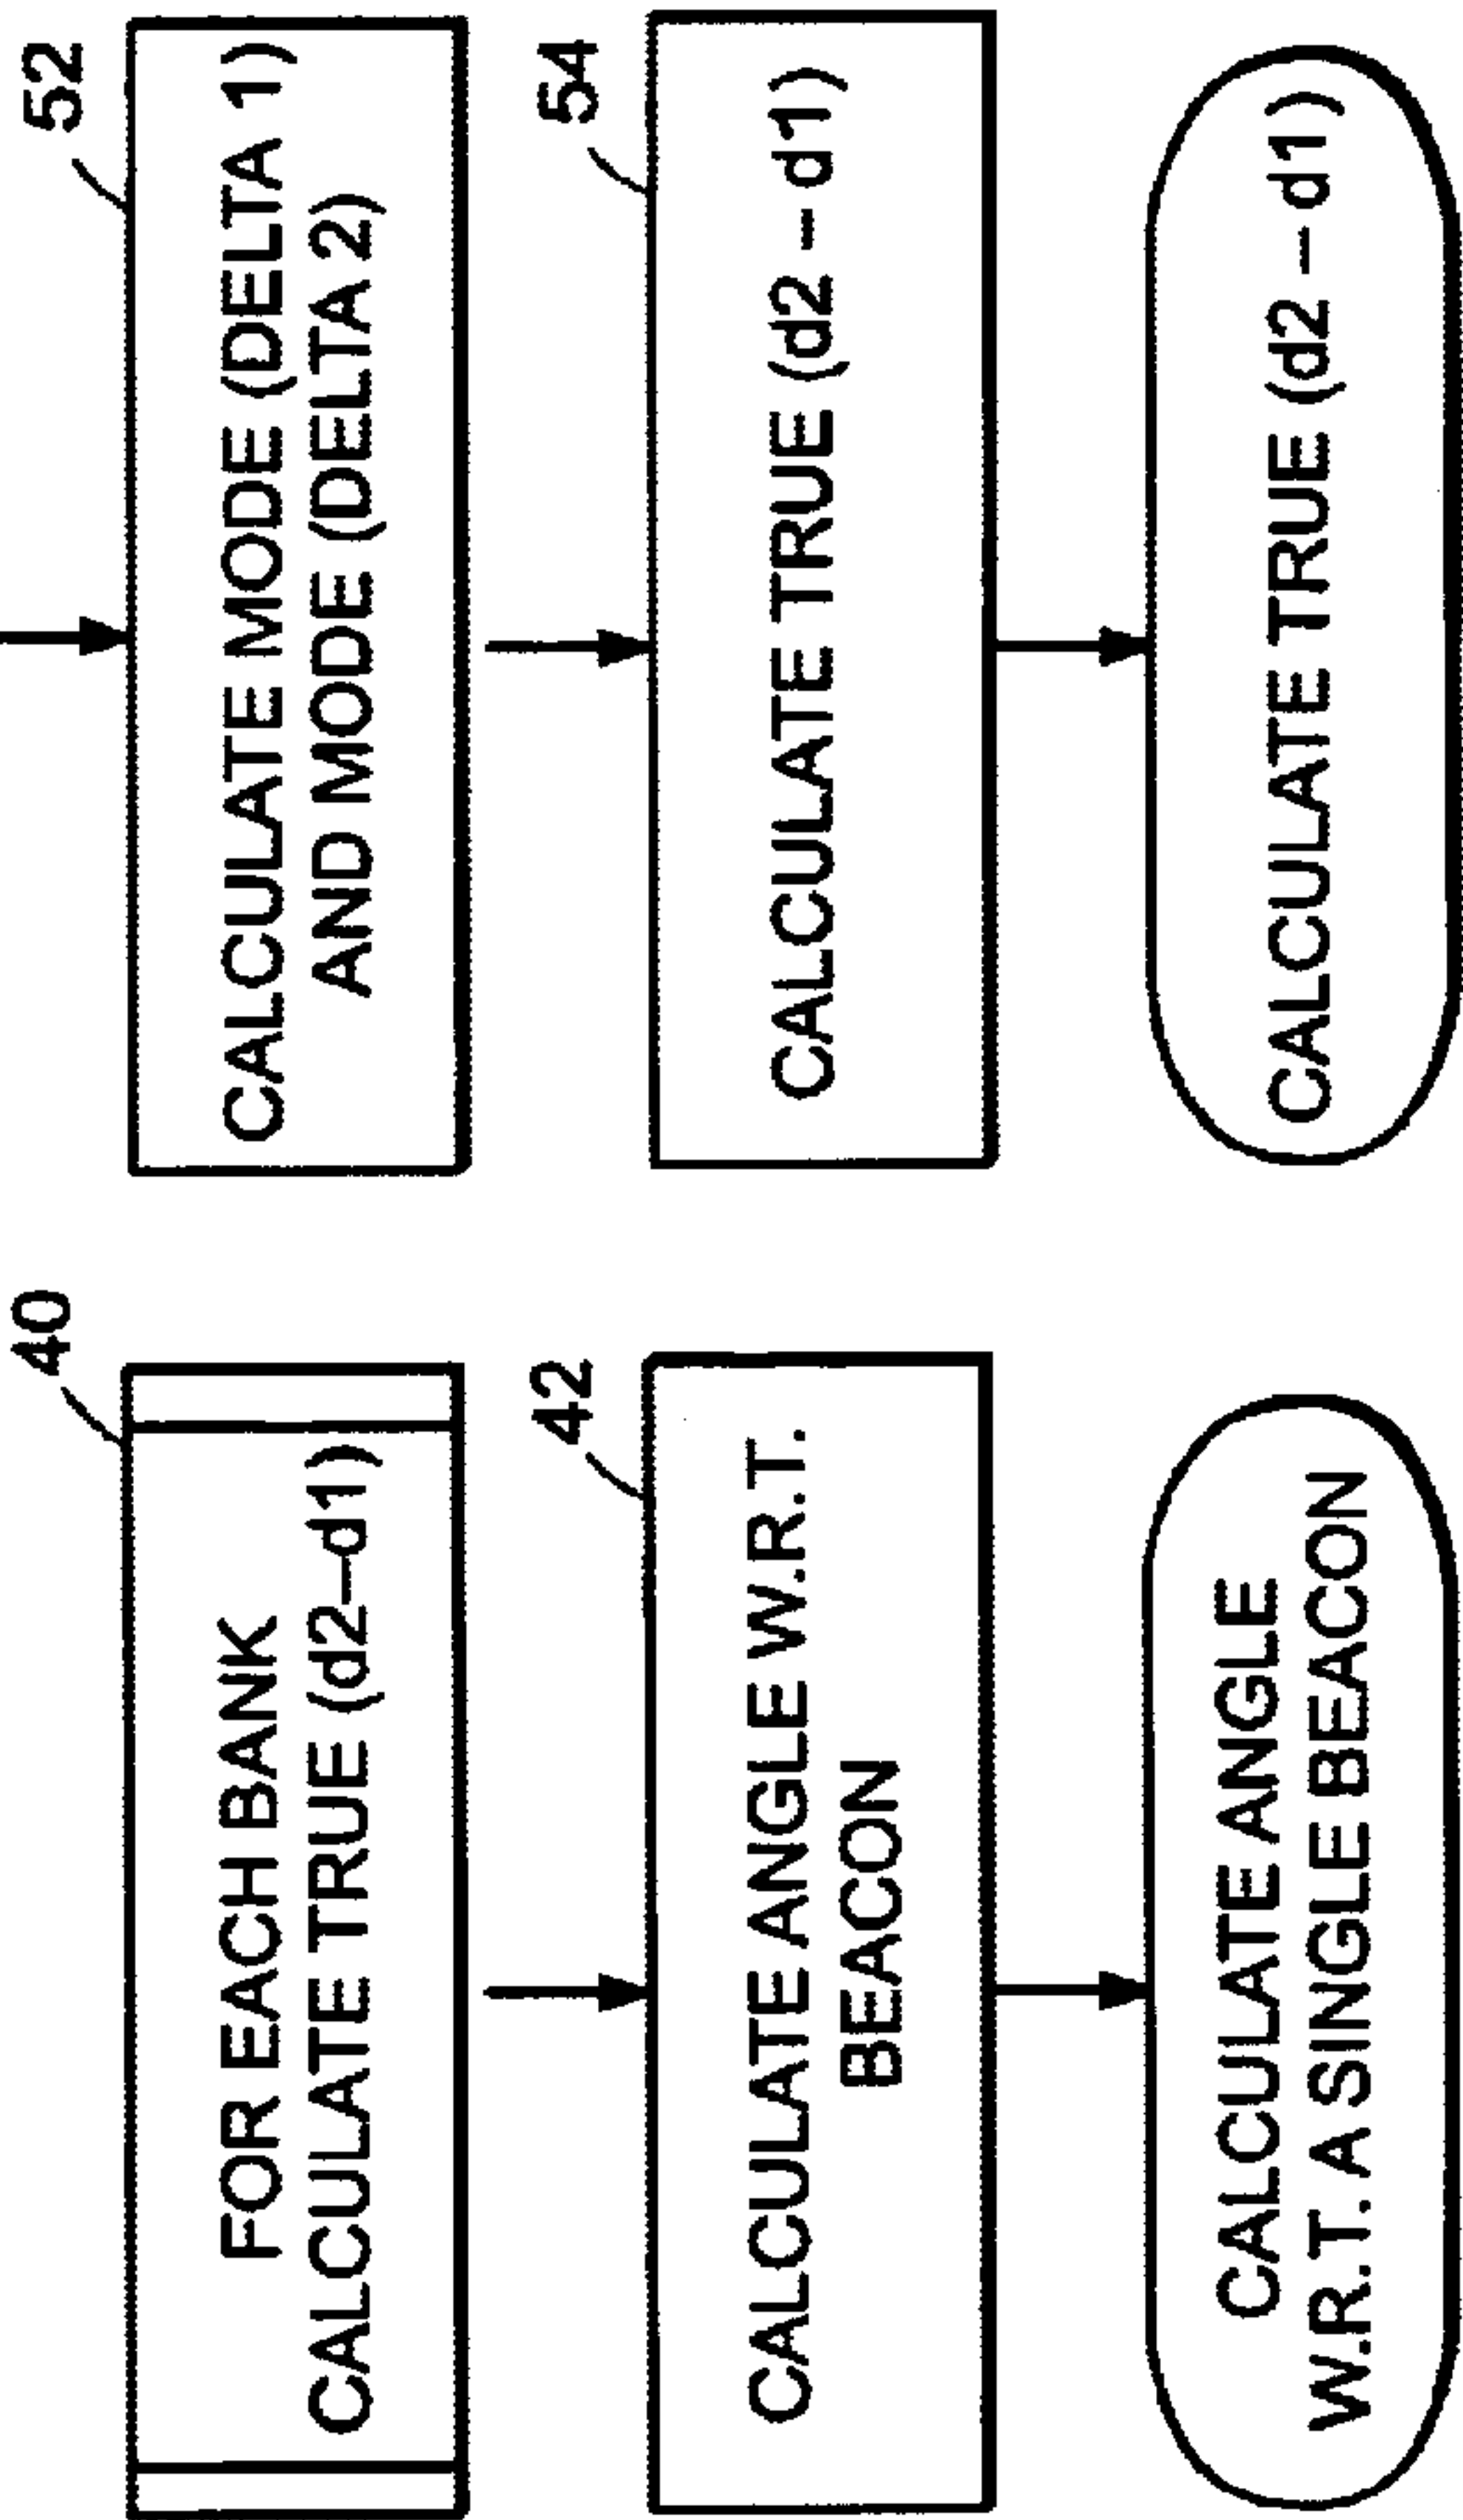 40
FOR EACH BANK
CALCULATE TRUE (d2–d1)
42
CALCULATE ANGLE W.R.T.
BEACON
CALCULATE ANGLE
W.R.T. A SINGLE BEACON
52
CALCULATE MODE (DELTA 1)
AND MODE (DELTA 2)
54
CALCULATE TRUE (d2 – d1)
CALCULATE TRUE (d2 – d1)